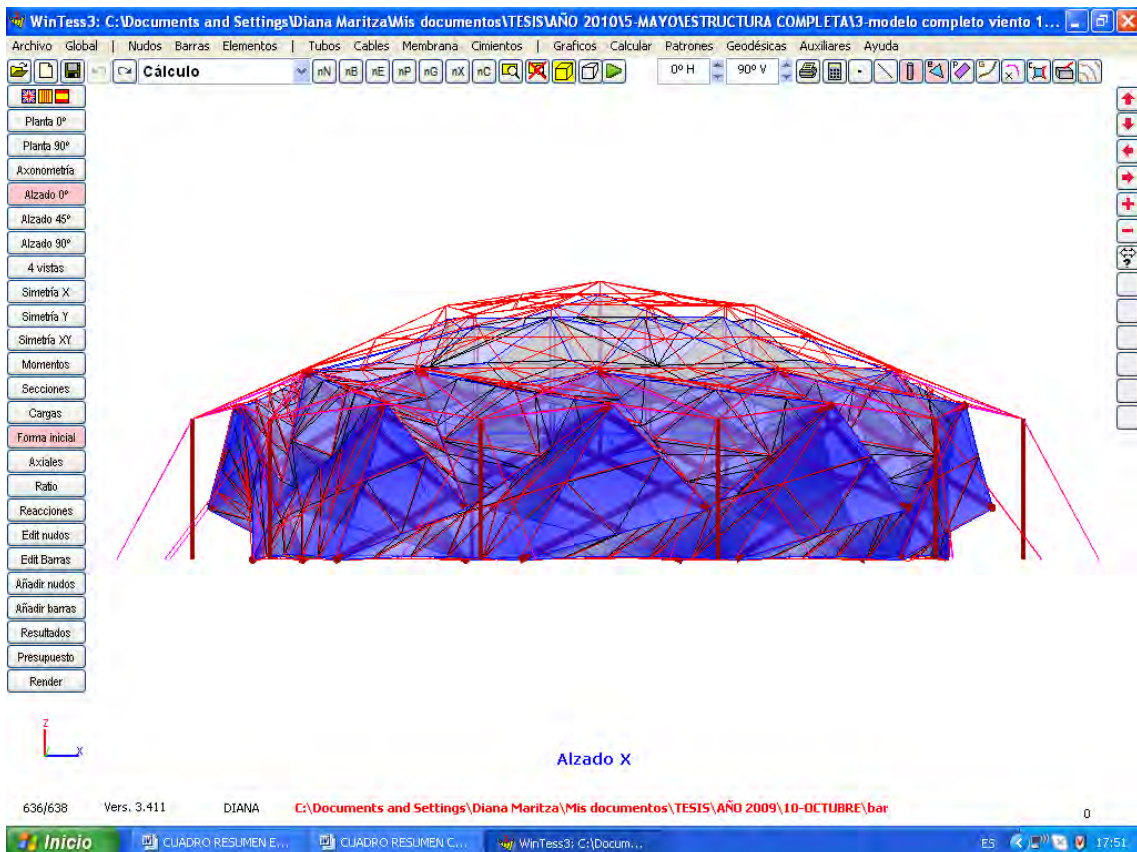 WinTess3: C:\Documents and Settings\Diana Maritza\Mis documentos\TESIS\AÑO 2010\5-MAYO\ESTRUCTURA COMPLETA\3-modelo completo viento 1...
Archivo Global | Nudos Barras Elementos | Tubos Cables Membrana Cimientos | Graficos Calcular Patrones Geodésicas Auxiliares Ayuda
Cálculo nN nB nE nP nG nX nC 0º H 90º V
Planta 0º
Planta 90º
Axonometría
Alzado 0º
Alzado 45º
Alzado 90º
4 vistas
Simetría X
Simetría Y
Simetría XY
Momentos
Secciones
Cargas
Forma inicial
Axiales
Ratio
Reacciones
Edit nudos
Edit Barras
Añadir nudos
Añadir barras
Resultados
Presupuesto
Render
Z
X
Alzado X
636/638 Vers. 3.411 DIANA C:\Documents and Settings\Diana Maritza\Mis documentos\TESIS\AÑO 2009\10-OCTUBRE\bar 0
Inicio CUADRO RESUMEN E... CUADRO RESUMEN C... WinTess3: C:\Docum... ES 17:51